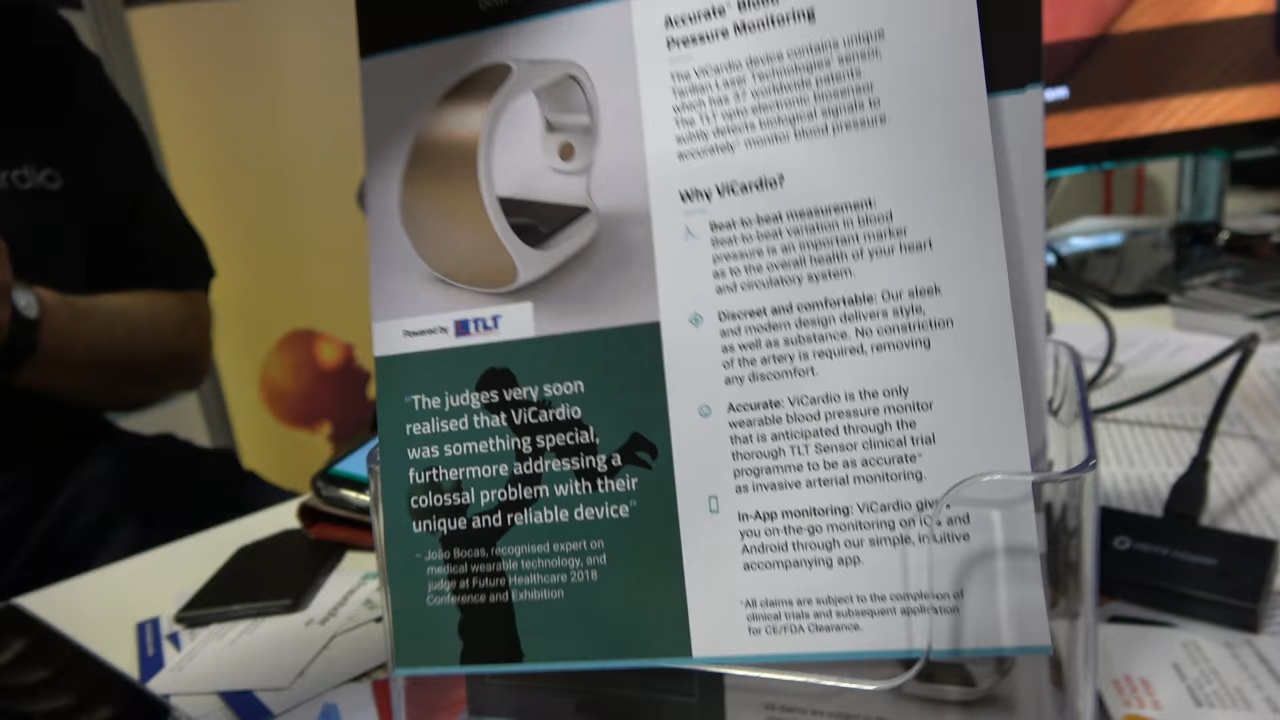 rdio
Powered by TLT
"The judges very soon
realised that ViCardio
was something special,
furthermore addressing a
colossal problem with their
unique and reliable device"
– João Bocas, recognised expert on
medical wearable technology, and
judge at Future Healthcare 2018
Conference and Exhibition
Accurate* Blood
Pressure Monitoring
The ViCardio device contains unique
Tarilian Laser Technologies' sensor,
which has 37 worldwide patents.
The TLT opto electronic biosensor
subtly detects biological signals to
accurately* monitor blood pressure.
Why ViCardio?
Beat-to-beat measurement:
Beat-to-beat variation in blood
pressure is an important marker
as to the overall health of your heart
and circulatory system.
Discreet and comfortable: Our sleek
and modern design delivers style,
as well as substance. No constriction
of the artery is required, removing
any discomfort.
Accurate: ViCardio is the only
wearable blood pressure monitor
that is anticipated through the
thorough TLT Sensor clinical trial
programme to be as accurate*
as invasive arterial monitoring.
In-App monitoring: ViCardio gives
you on-the-go monitoring on iOS and
Android through our simple, intuitive
accompanying app.
*All claims are subject to the completion of
clinical trials and subsequent application
for CE/FDA Clearance.
om